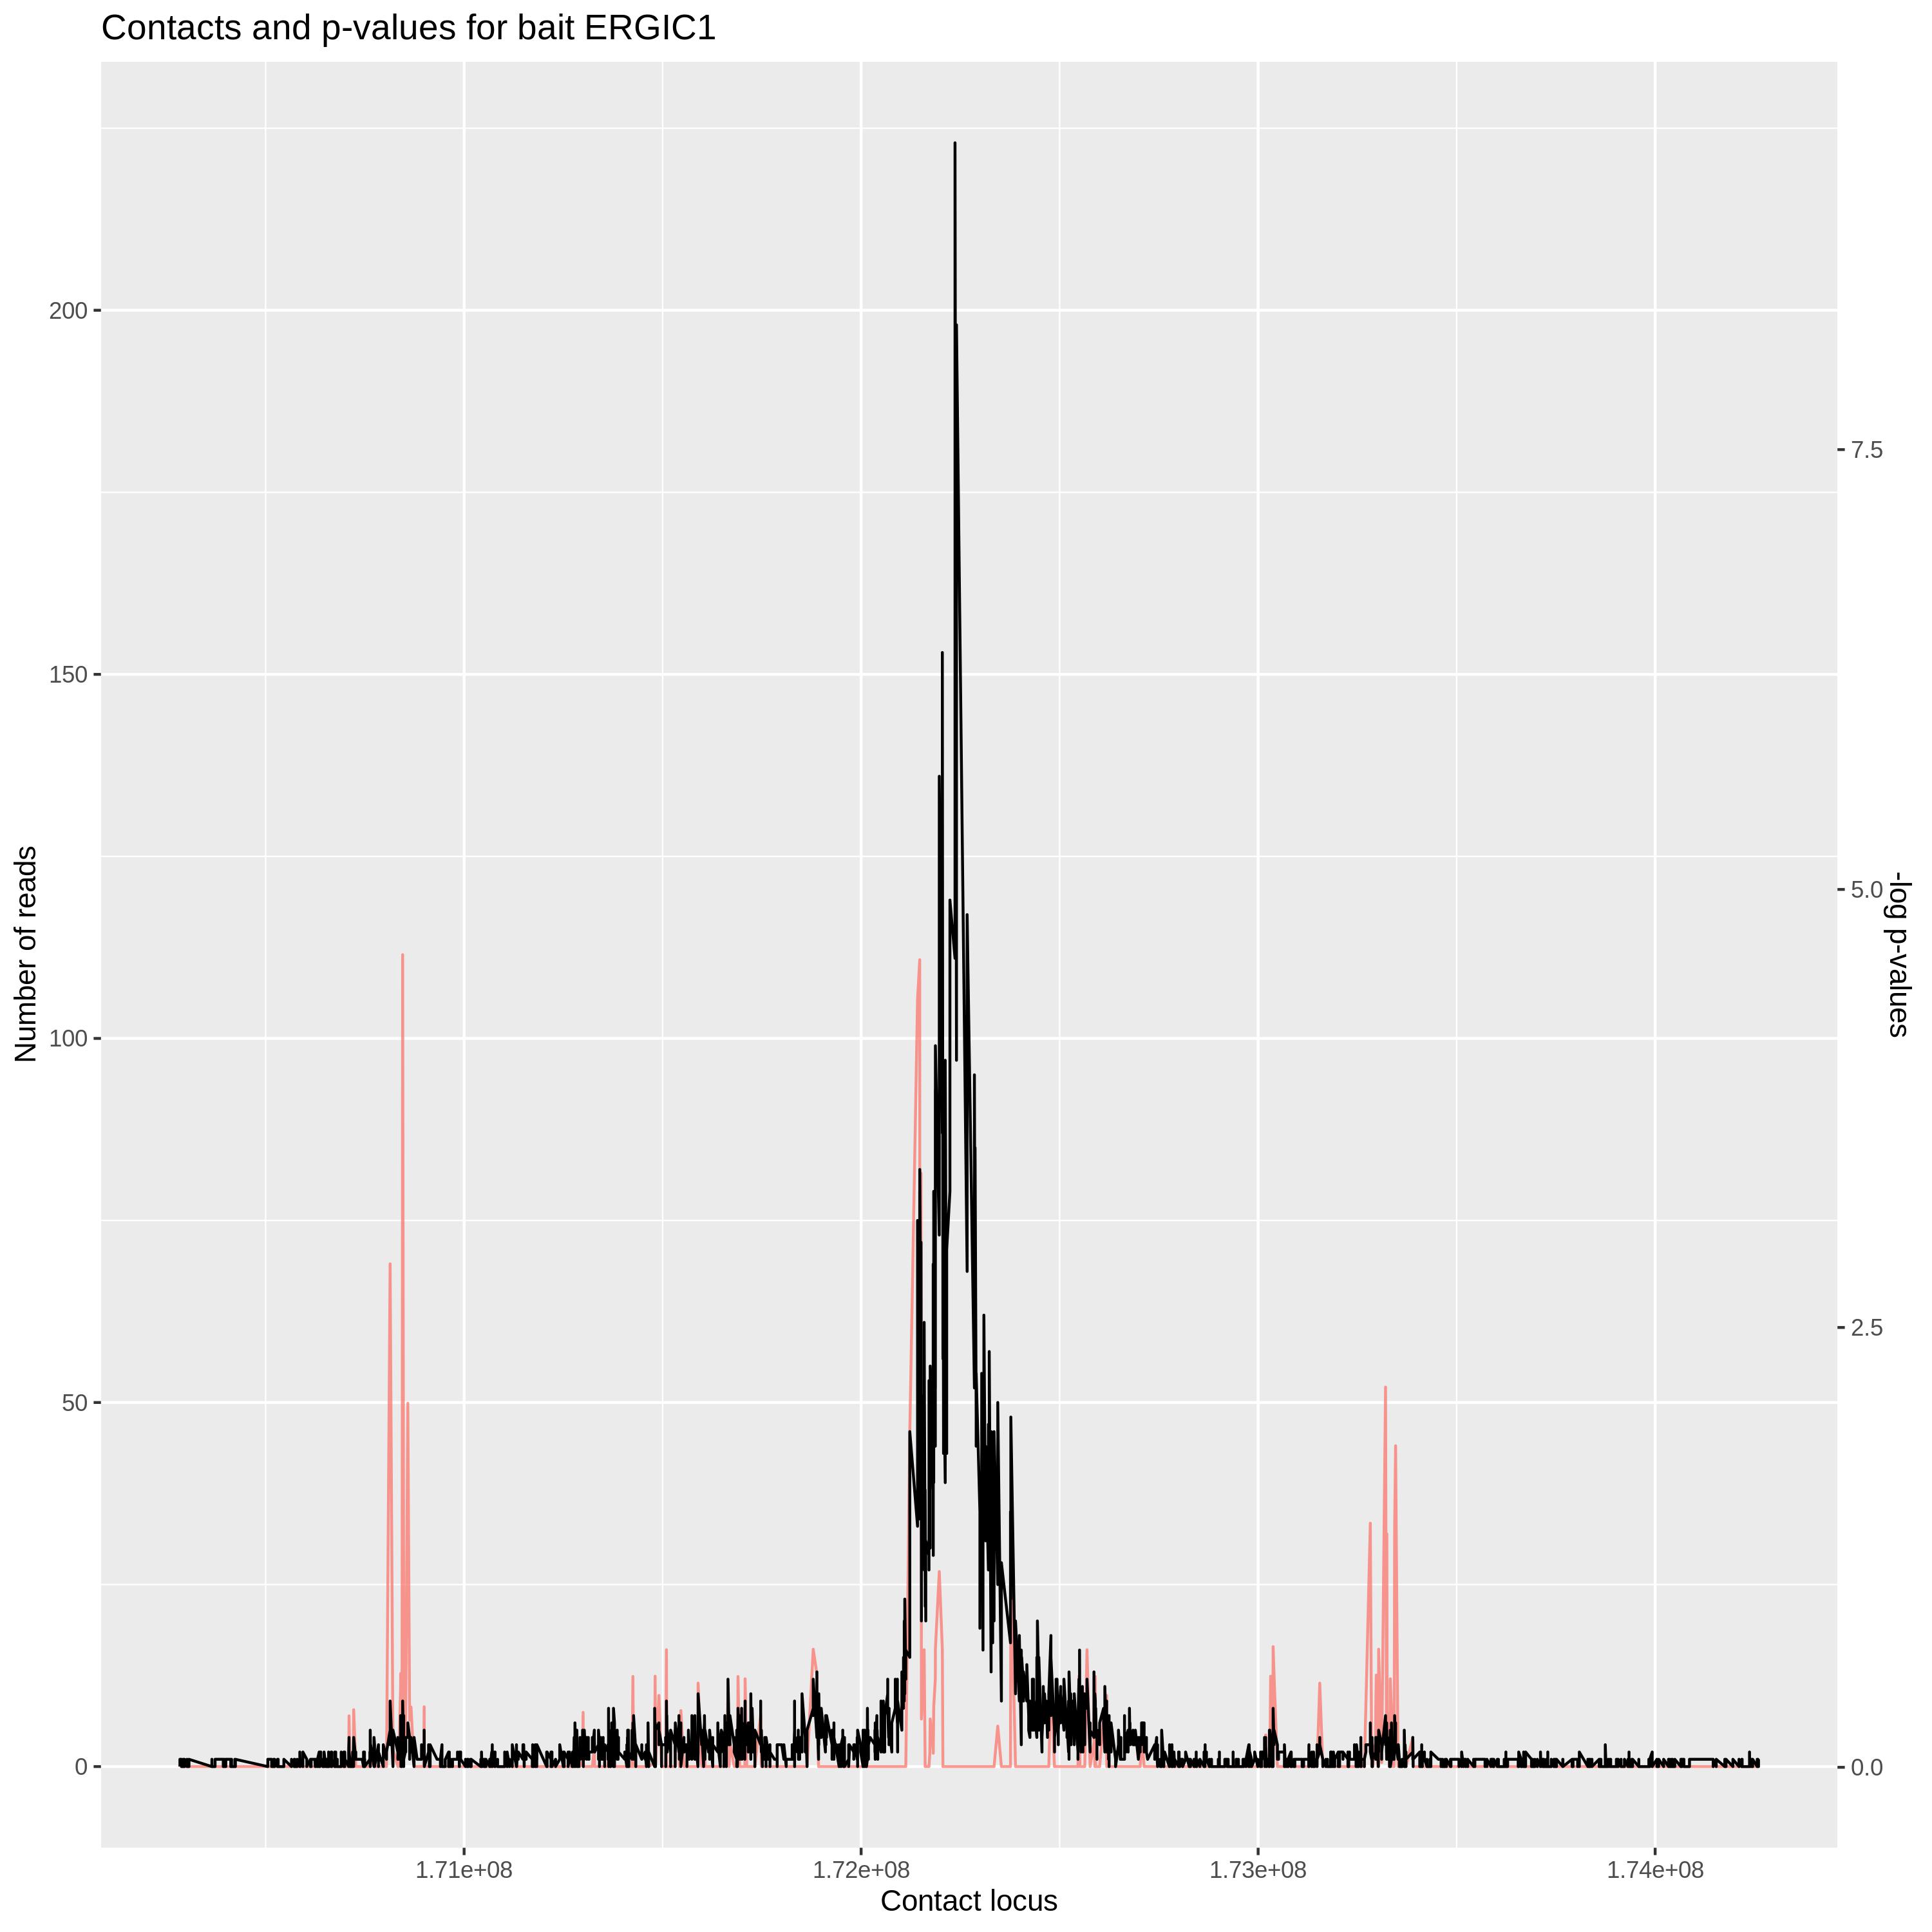 Contacts and p-values for bait ERGIC1
Number of reads
200
150
100
50
0
7.5
5.0
2.5
0.0
-log p-values
1.71e+08
1.72e+08
1.73e+08
1.74e+08
Contact locus